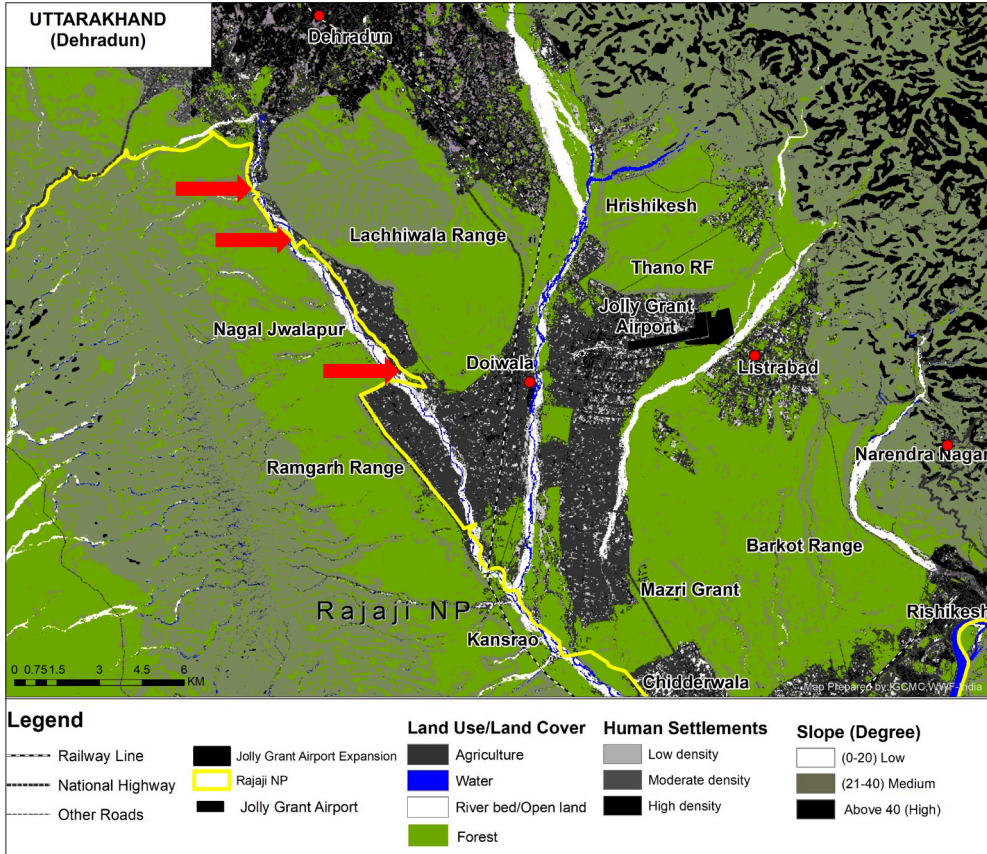 UTTARAKHAND
(Dehradun)
Dehradun
Hrishikesh
Lachhiwala Range
Thano RF
Jolly Grant
Airport
Nagal Jwalapur
Doiwala
Listrabad
Ramgarh Range
Narendra Nagar
Barkot Range
Mazri Grant
Rajaji NP
Rishikesh
Kansrao
Chidderwala
0 0.75 1.5 3 4.5 6
KM
Map Prepared by:IGCMC,WWF-India
Legend
Railway Line
National Highway
Other Roads
Jolly Grant Airport Expansion
Rajaji NP
Jolly Grant Airport
Land Use/Land Cover
Agriculture
Water
River bed/Open land
Forest
Human Settlements
Low density
Moderate density
High density
Slope (Degree)
(0-20) Low
(21-40) Medium
Above 40 (High)